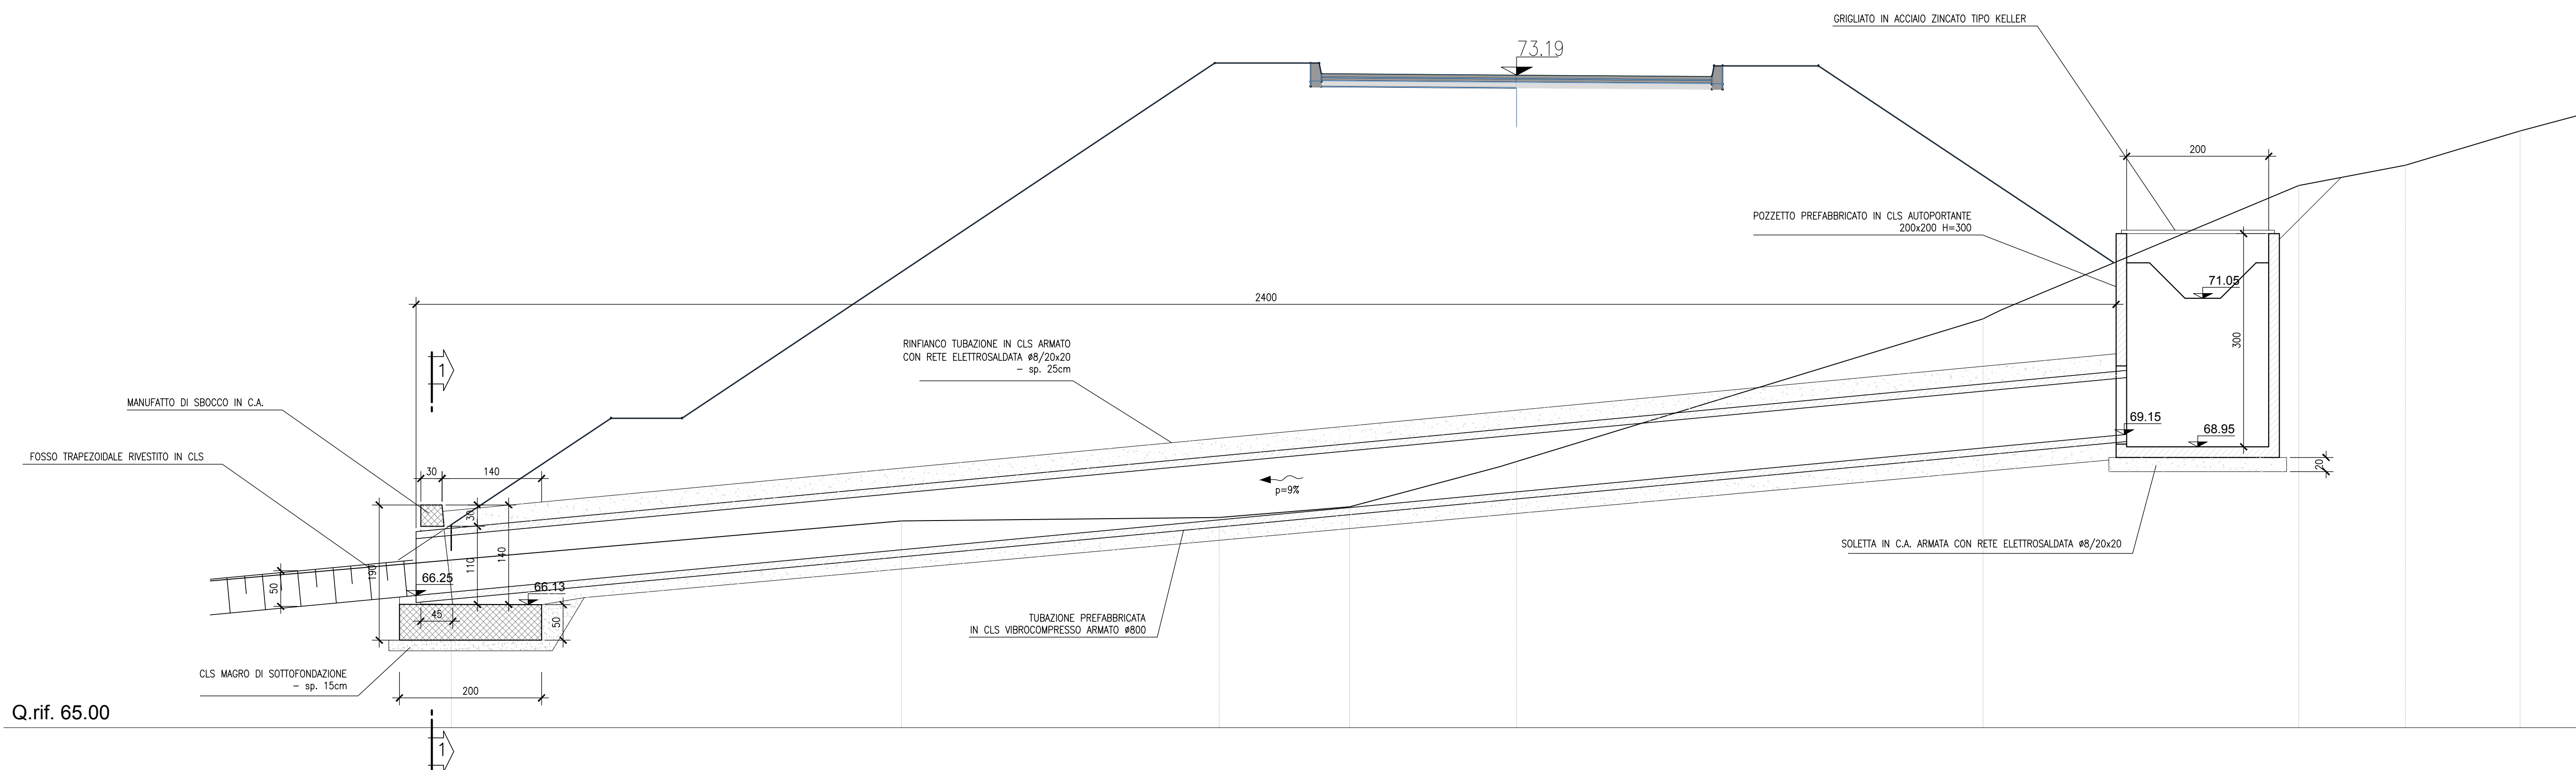 GRIGLIATO IN ACCIAIO ZINCATO TIPO KELLER
73.19
200
POZZETTO PREFABBRICATO IN CLS AUTOPORTANTE
200x200 H=300
71.05
2400
300
RINFIANCO TUBAZIONE IN CLS ARMATO
CON RETE ELETTROSALDATA ø8/20x20
- sp. 25cm
1
MANUFATTO DI SBOCCO IN C.A.
69.15
68.95
FOSSO TRAPEZOIDALE RIVESTITO IN CLS
30
140
20
p=9%
30
140
110
190
SOLETTA IN C.A. ARMATA CON RETE ELETTROSALDATA ø8/20x20
66.25
66.13
50
45
50
TUBAZIONE PREFABBRICATA
IN CLS VIBROCOMPRESSO ARMATO ø800
CLS MAGRO DI SOTTOFONDAZIONE
- sp. 15cm
200
Q.rif. 65.00
1